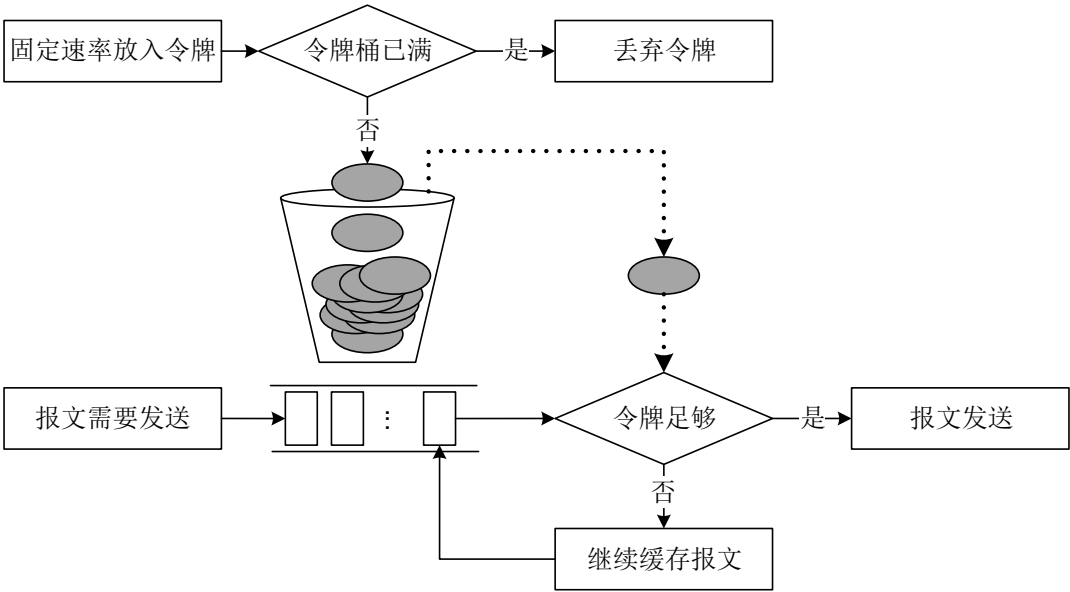 固定速率放入令牌
令牌桶已满
是
丢弃令牌
否
报文需要发送
⋮
令牌足够
是
报文发送
否
继续缓存报文